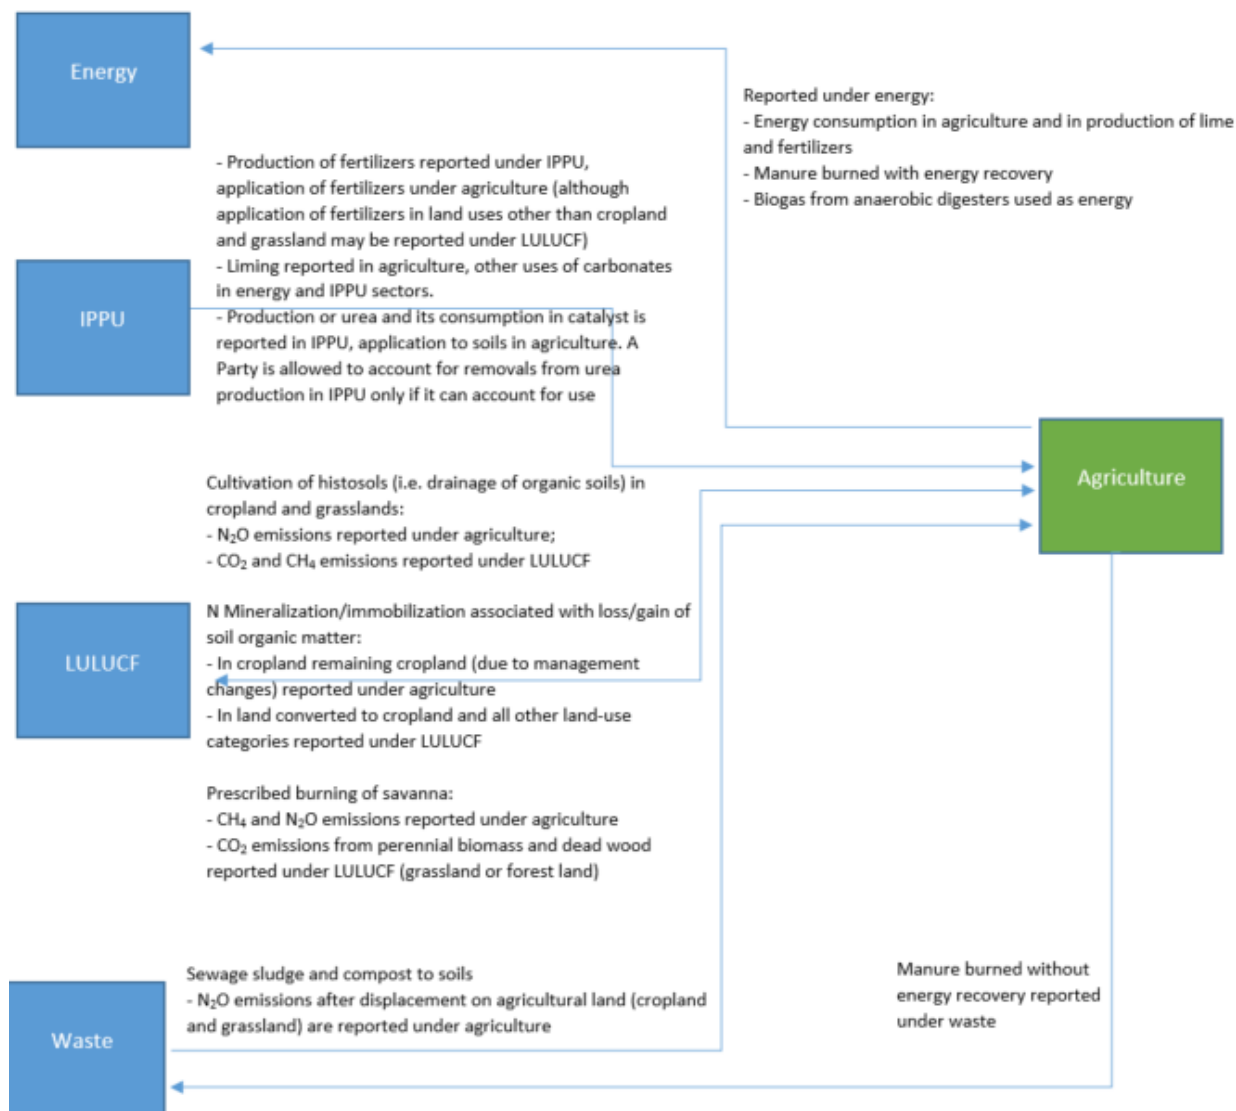 Energy
Reported under energy:
- Energy consumption in agriculture and in production of lime
and fertilizers
- Manure burned with energy recovery
- Biogas from anaerobic digesters used as energy
- Production of fertilizers reported under IPPU,
application of fertilizers under agriculture (although
application of fertilizers in land uses other than cropland
and grassland may be reported under LULUCF)
- Liming reported in agriculture, other uses of carbonates
in energy and IPPU sectors.
- Production or urea and its consumption in catalyst is
reported in IPPU, application to soils in agriculture. A
Party is allowed to account for removals from urea
production in IPPU only if it can account for use
IPPU
Agriculture
Cultivation of histosols (i.e. drainage of organic soils) in
cropland and grasslands:
- N₂O emissions reported under agriculture;
- CO₂ and CH₄ emissions reported under LULUCF
N Mineralization/immobilization associated with loss/gain of
soil organic matter:
- In cropland remaining cropland (due to management
changes) reported under agriculture
- In land converted to cropland and all other land-use
categories reported under LULUCF
LULUCF
Prescribed burning of savanna:
- CH₄ and N₂O emissions reported under agriculture
- CO₂ emissions from perennial biomass and dead wood
reported under LULUCF (grassland or forest land)
Sewage sludge and compost to soils
- N₂O emissions after displacement on agricultural land (cropland
and grassland) are reported under agriculture
Waste
Manure burned without
energy recovery reported
under waste